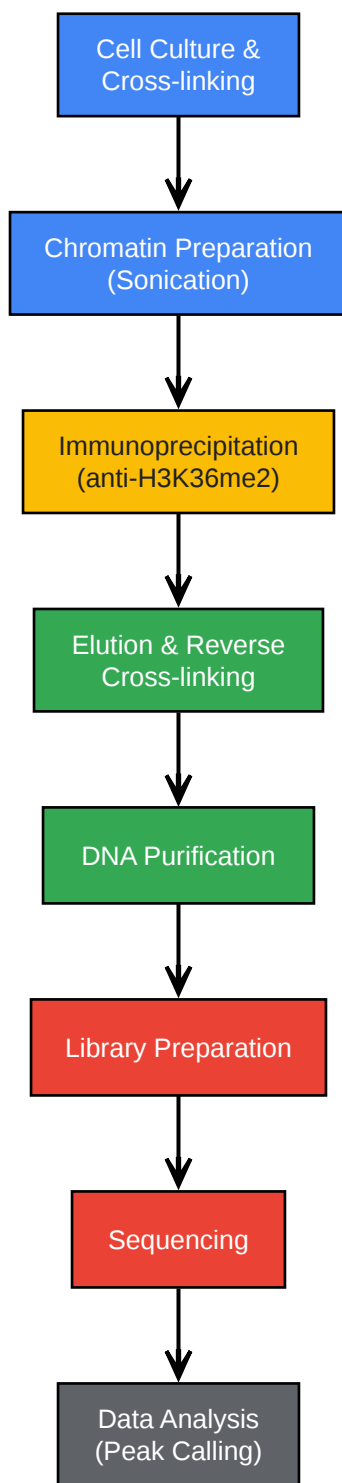 Cell Culture &
Cross-linking
Chromatin Preparation
(Sonication)
Immunoprecipitation
(anti-H3K36me2)
Elution & Reverse
Cross-linking
DNA Purification
Library Preparation
Sequencing
Data Analysis
(Peak Calling)